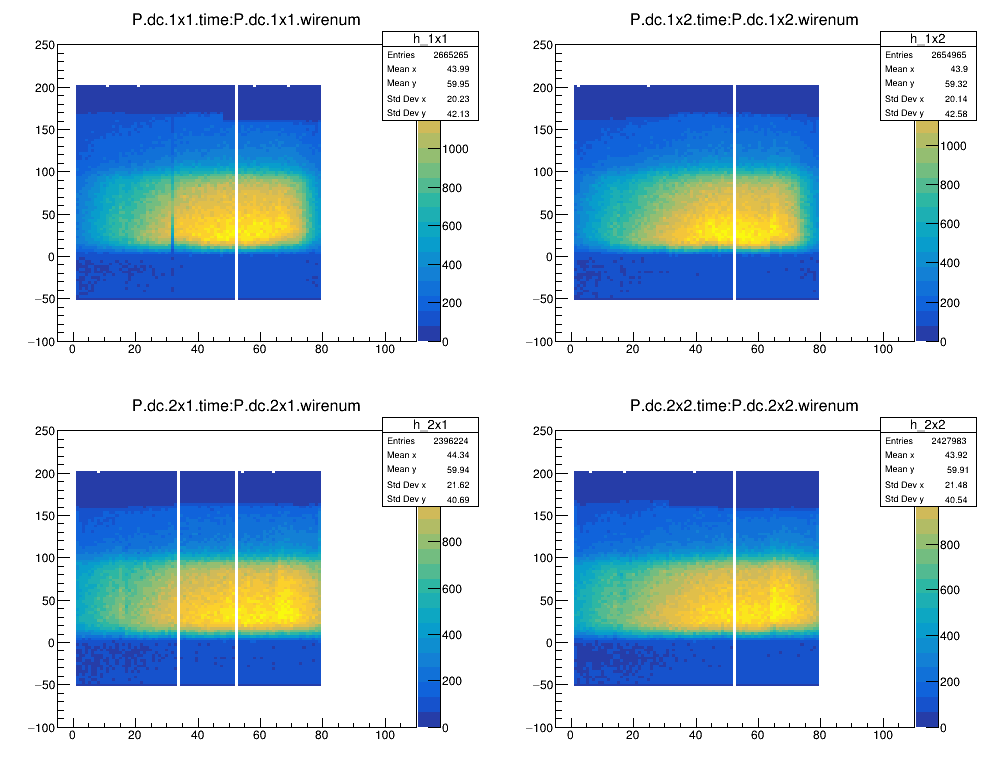 P.dc.1x1.time:P.dc.1x1.wirenum
h_1x1
Entries 2665265
Mean x 43.99
Mean y 59.95
Std Dev x 20.23
Std Dev y 42.13
250
200
150
100
50
0
−50
−100
0 20 40 60 80 100
1000
800
600
400
200
0
P.dc.1x2.time:P.dc.1x2.wirenum
h_1x2
Entries 2654965
Mean x 43.9
Mean y 59.32
Std Dev x 20.14
Std Dev y 42.58
250
200
150
100
50
0
−50
−100
0 20 40 60 80 100
1000
800
600
400
200
0
P.dc.2x1.time:P.dc.2x1.wirenum
h_2x1
Entries 2396224
Mean x 44.34
Mean y 59.94
Std Dev x 21.62
Std Dev y 40.69
250
200
150
100
50
0
−50
−100
0 20 40 60 80 100
800
600
400
200
0
P.dc.2x2.time:P.dc.2x2.wirenum
h_2x2
Entries 2427983
Mean x 43.92
Mean y 59.91
Std Dev x 21.48
Std Dev y 40.54
250
200
150
100
50
0
−50
−100
0 20 40 60 80 100
800
600
400
200
0